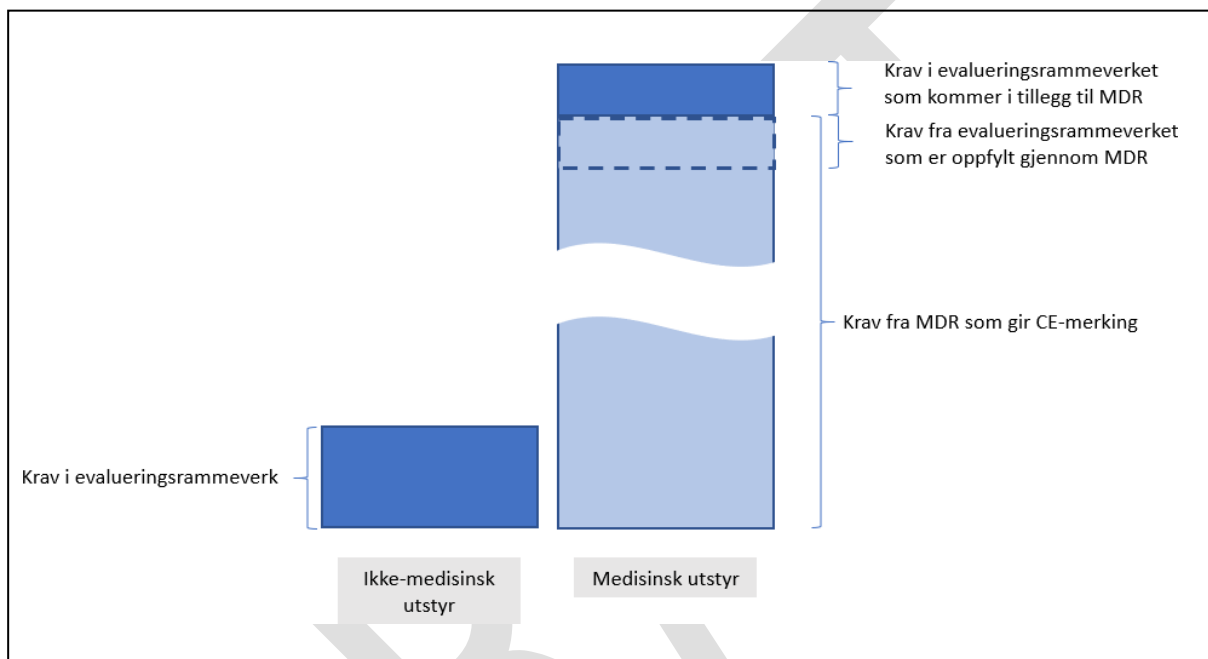 Krav i evalueringsrammeverket
som kommer i tillegg til MDR
Krav fra evalueringsrammeverket
som er oppfylt gjennom MDR
Krav fra MDR som gir CE-merking
Krav i evalueringsrammeverk
Ikke-medisinsk
utstyr
Medisinsk utstyr